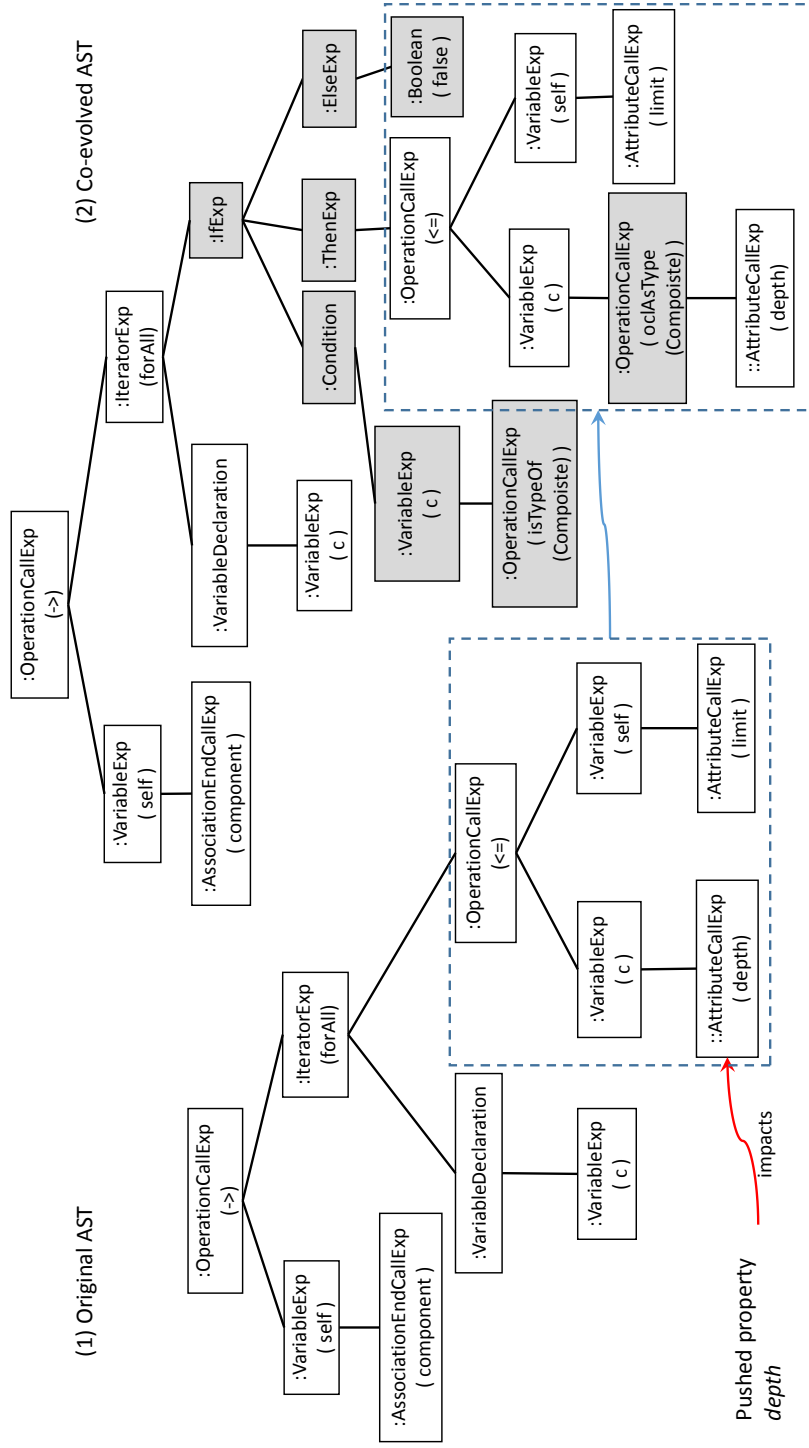 (1) Original AST
:OperationCallExp
(->)
:VariableExp
( self )
:AssociationEndCallExp
( component )
:IteratorExp
(forAll)
:VariableDeclaration
:VariableExp
( c )
:OperationCallExp
(<=)
:VariableExp
( c )
::AttributeCallExp
( depth)
:VariableExp
( self )
:AttributeCallExp
( limit )
Pushed property
depth
impacts
(2) Co-evolved AST
:OperationCallExp
(->)
:VariableExp
( self )
:AssociationEndCallExp
( component )
:IteratorExp
(forAll)
:VariableDeclaration
:VariableExp
( c )
:IfExp
:Condition
:VariableExp
( c )
:OperationCallExp
( isTypeOf
(Compoiste) )
:ThenExp
:OperationCallExp
(<=)
:VariableExp
( c )
:OperationCallExp
( oclAsType
(Compoiste) )
::AttributeCallExp
( depth )
:VariableExp
( self )
:AttributeCallExp
( limit )
:ElseExp
:Boolean
( false )